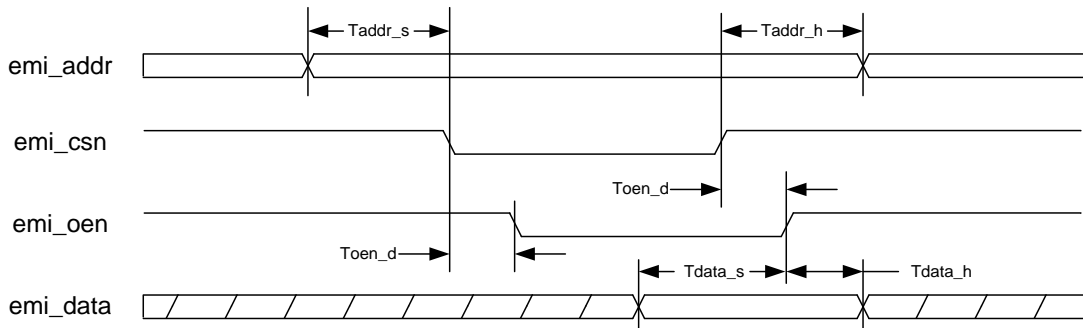 Taddr_s Taddr_h
emi_addr
emi_csn
Toen_d
emi_oen
Toen_d
Tdata_s Tdata_h
emi_data